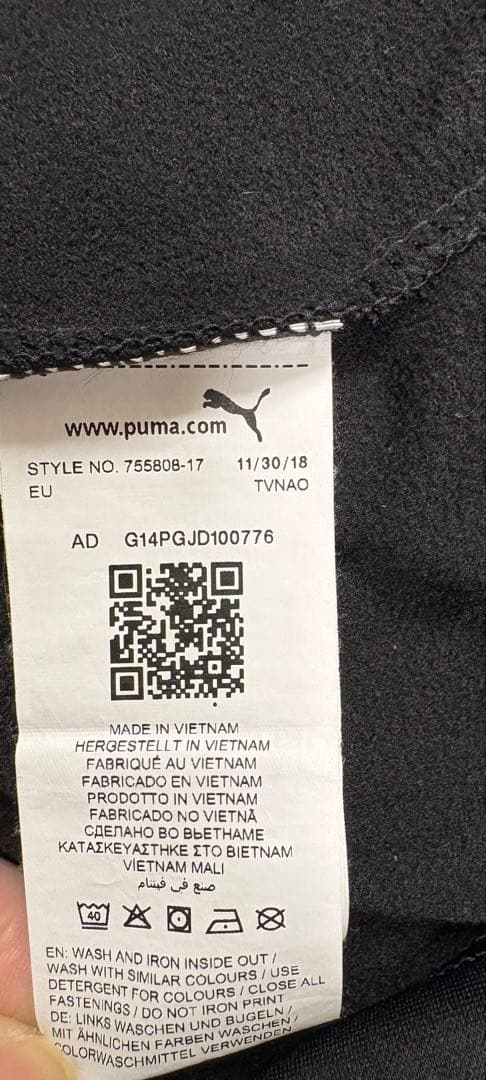 www.puma.com
STYLE NO. 755808-17 11/30/18
EU TVNAO
AD G14PGJD100776
MADE IN VIETNAM
HERGESTELLT IN VIETNAM
FABRIQUÉ AU VIETNAM
FABRICADO EN VIETNAM
PRODOTTO IN VIETNAM
FABRICADO NO VIETNÃ
СДЕЛАНО ВО ВЬЕТНАМЕ
ΚΑΤΑΣΚΕΥΑΣΤΗΚΕ ΣΤΟ ΒΙΕΤΝΑΜ
VİETNAM MALI
صنع في فيتنام
40
EN: WASH AND IRON INSIDE OUT /
WASH WITH SIMILAR COLOURS / USE
DETERGENT FOR COLOURS / CLOSE ALL
FASTENINGS / DO NOT IRON PRINT
DE: LINKS WASCHEN UND BUGELN /
MIT ÄHNLICHEN FARBEN WASCHEN /
COLORWASCHMITTEL VERWENDEN